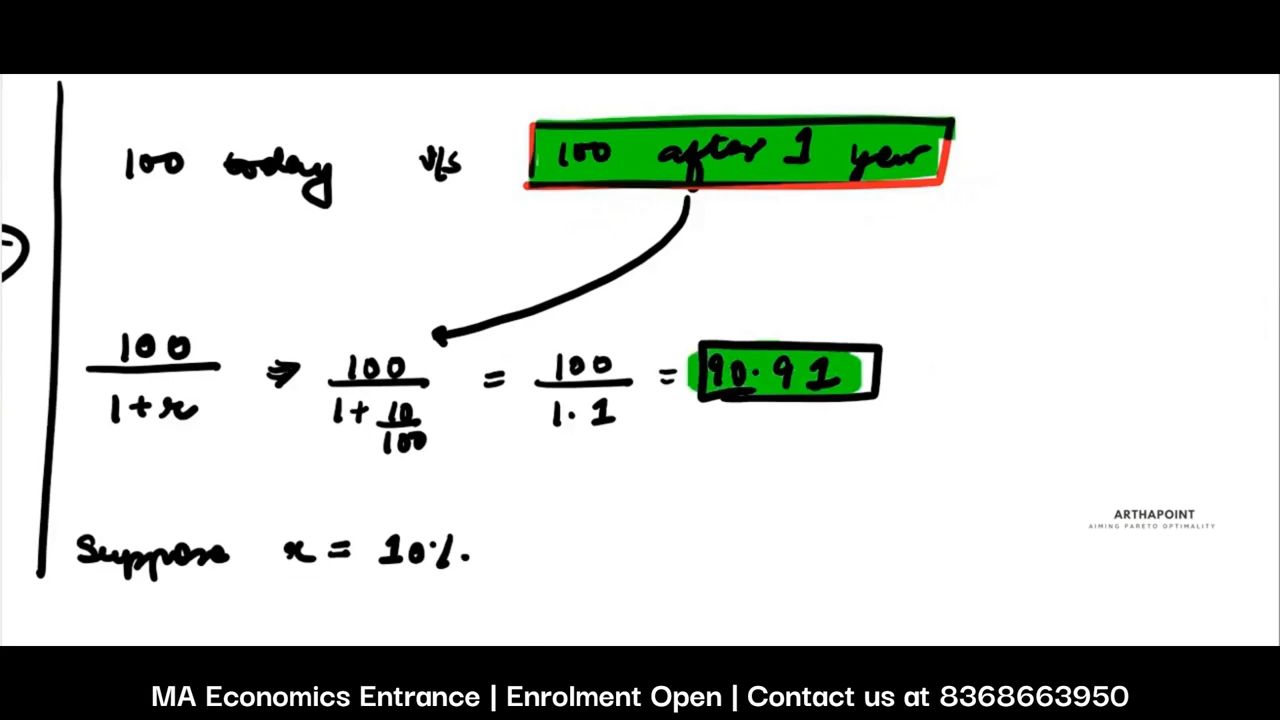 100 today v/s 100 after 1 year
100/1+r ⇒ 100/1+10/100 = 100/1.1 = 90.91
Suppose r = 10%.
ARTHAPOINT
AIMING PARETO OPTIMALITY
MA Economics Entrance | Enrolment Open | Contact us at 8368663950